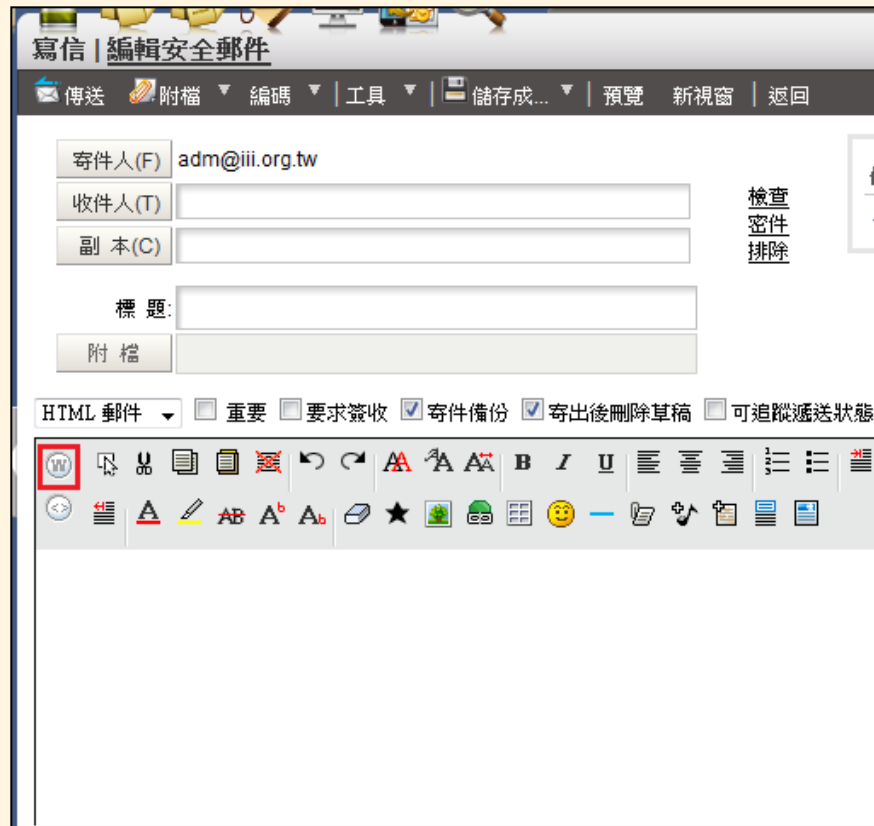 寫信 | 編輯安全郵件
傳送 附檔 ▼ 編碼 ▼ | 工具 ▼ | 儲存成... ▼ | 預覽 新視窗 | 返回
寄件人(F) adm@iii.org.tw
收件人(T)
檢查
密件
副 本(C)
排除
標 題:
附 檔
HTML 郵件 重要 要求簽收 寄件備份 寄出後刪除草稿 可追蹤遞送狀態
W B I U
A AB